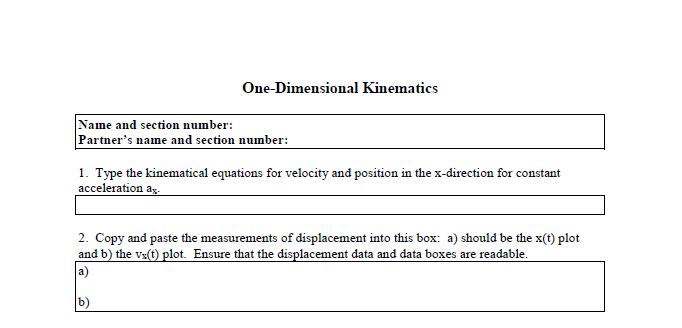 One-Dimensional Kinematics
Name and section number:
Partner's name and section number:
1. Type the kinematical equations for velocity and position in the x-direction for constant
acceleration ax.
2. Copy and paste the measurements of displacement into this box: a) should be the x(t) plot
and b) the vx(t) plot. Ensure that the displacement data and data boxes are readable.
a)
b)